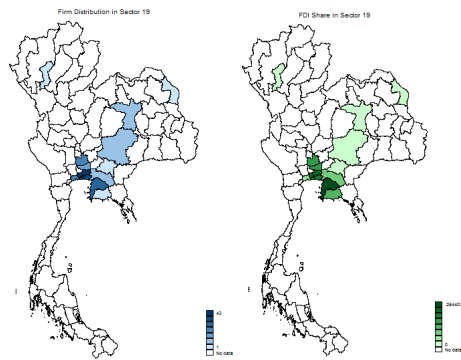 Firm Distribution in Sector 19
FDI Share in Sector 19
43
1
No data
0
No data